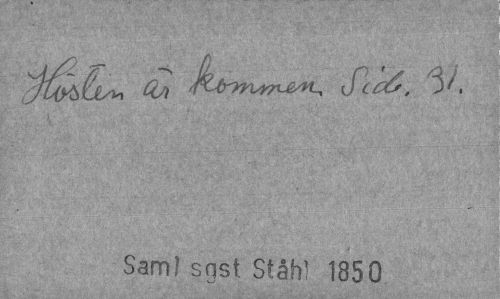 Hösten är kommen. Sid. 31.
Saml sgst Ståhl 1850